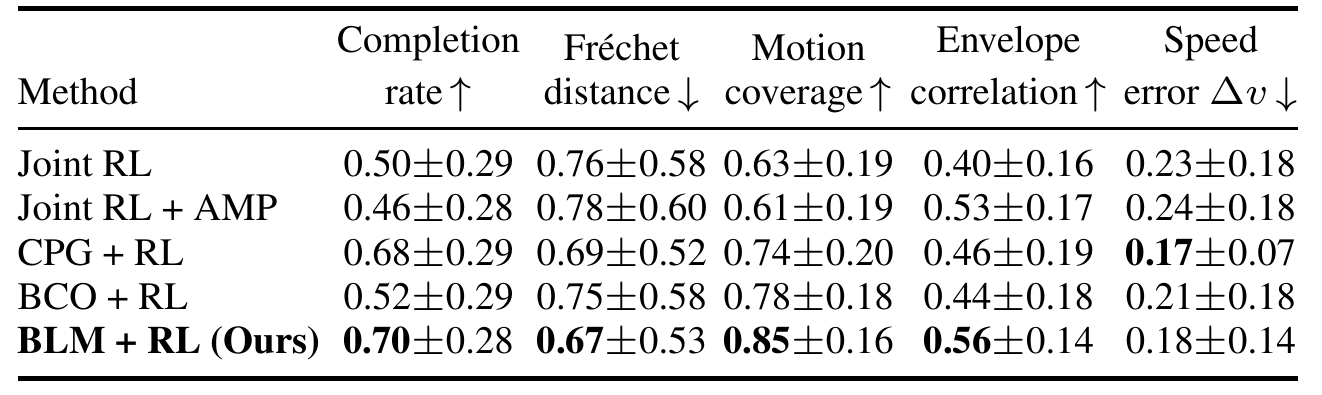 Method Completion rate↑ Fréchet distance↓ Motion coverage↑ Envelope correlation↑ Speed error Δv↓
Joint RL 0.50±0.29 0.76±0.58 0.63±0.19 0.40±0.16 0.23±0.18
Joint RL + AMP 0.46±0.28 0.78±0.60 0.61±0.19 0.53±0.17 0.24±0.18
CPG + RL 0.68±0.29 0.69±0.52 0.74±0.20 0.46±0.19 0.17±0.07
BCO + RL 0.52±0.29 0.75±0.58 0.78±0.18 0.44±0.18 0.21±0.18
BLM + RL (Ours) 0.70±0.28 0.67±0.53 0.85±0.16 0.56±0.14 0.18±0.14